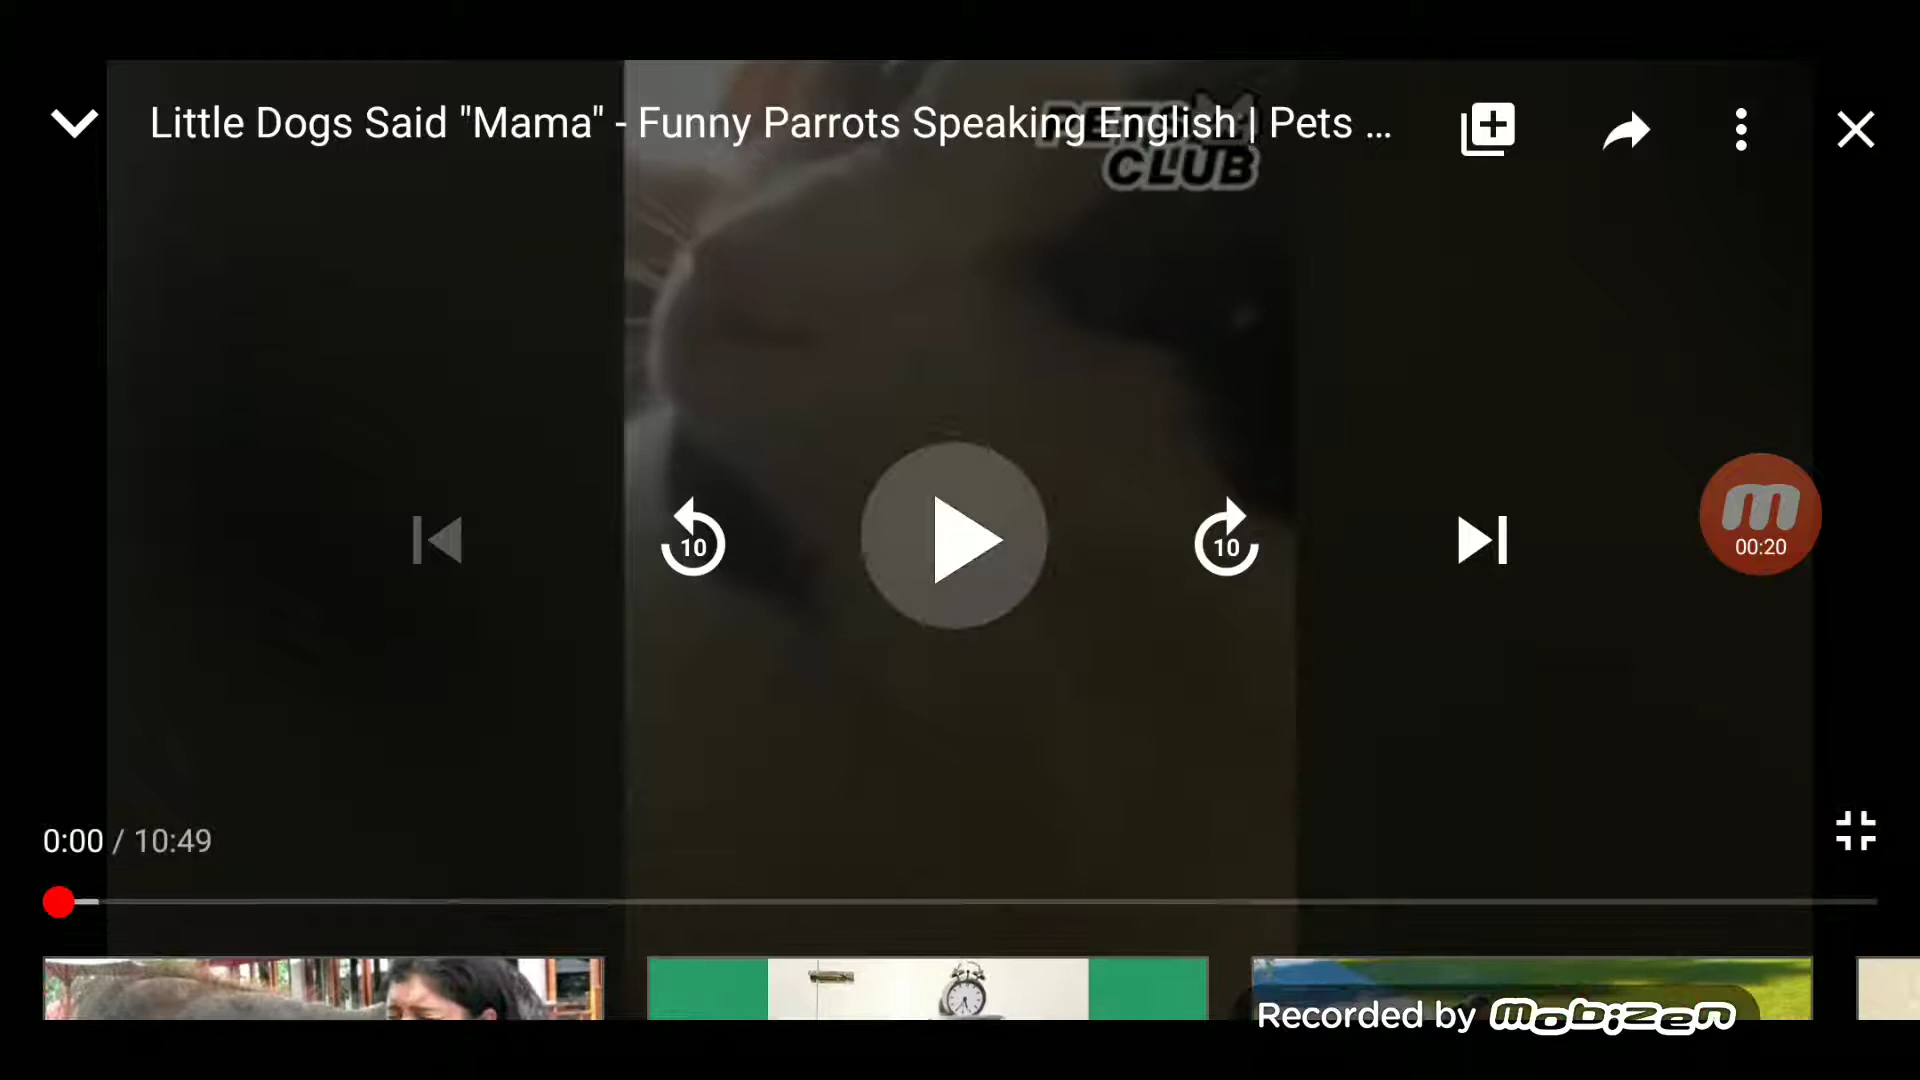 Little Dogs Said "Mama" - Funny Parrots Speaking English | Pets ...
PETS
CLUB
10
10
00:20
0:00 / 10:49
Recorded by mobizen